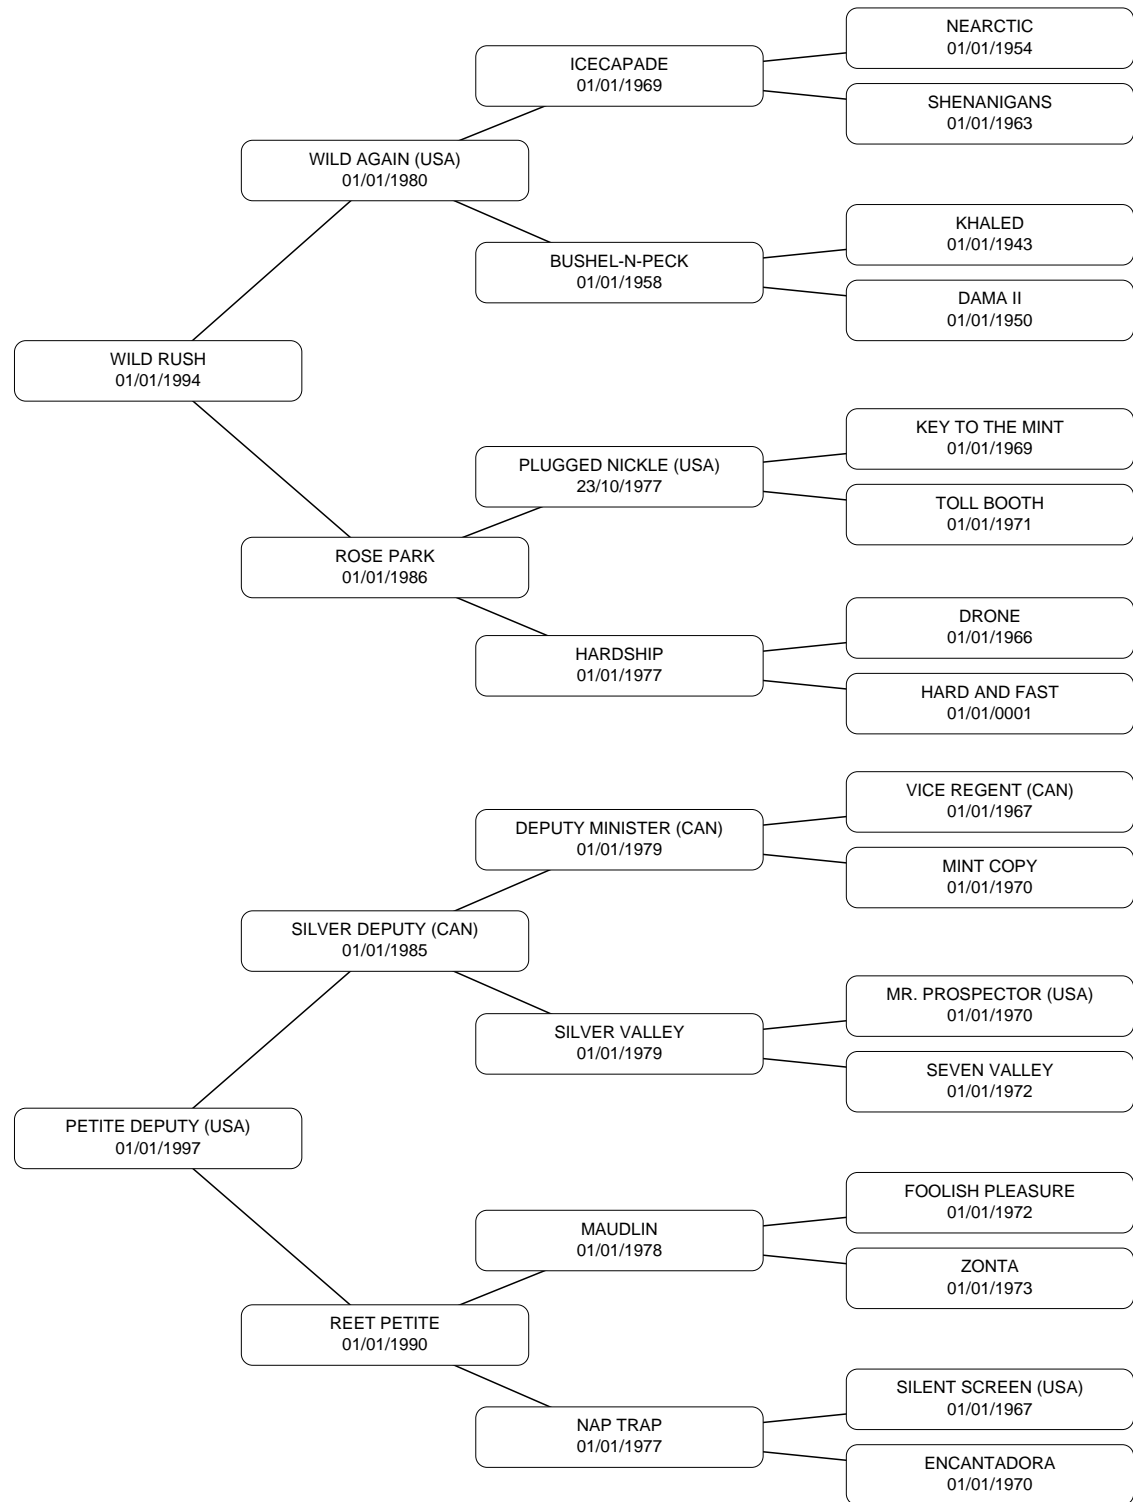 NEARCTIC
01/01/1954
ICECAPADE
01/01/1969
SHENANIGANS
01/01/1963
WILD AGAIN (USA)
01/01/1980
KHALED
01/01/1943
BUSHEL-N-PECK
01/01/1958
DAMA II
01/01/1950
WILD RUSH
01/01/1994
KEY TO THE MINT
01/01/1969
PLUGGED NICKLE (USA)
23/10/1977
TOLL BOOTH
01/01/1971
ROSE PARK
01/01/1986
DRONE
01/01/1966
HARDSHIP
01/01/1977
HARD AND FAST
01/01/0001
VICE REGENT (CAN)
01/01/1967
DEPUTY MINISTER (CAN)
01/01/1979
MINT COPY
01/01/1970
SILVER DEPUTY (CAN)
01/01/1985
MR. PROSPECTOR (USA)
01/01/1970
SILVER VALLEY
01/01/1979
SEVEN VALLEY
01/01/1972
PETITE DEPUTY (USA)
01/01/1997
FOOLISH PLEASURE
01/01/1972
MAUDLIN
01/01/1978
ZONTA
01/01/1973
REET PETITE
01/01/1990
SILENT SCREEN (USA)
01/01/1967
NAP TRAP
01/01/1977
ENCANTADORA
01/01/1970